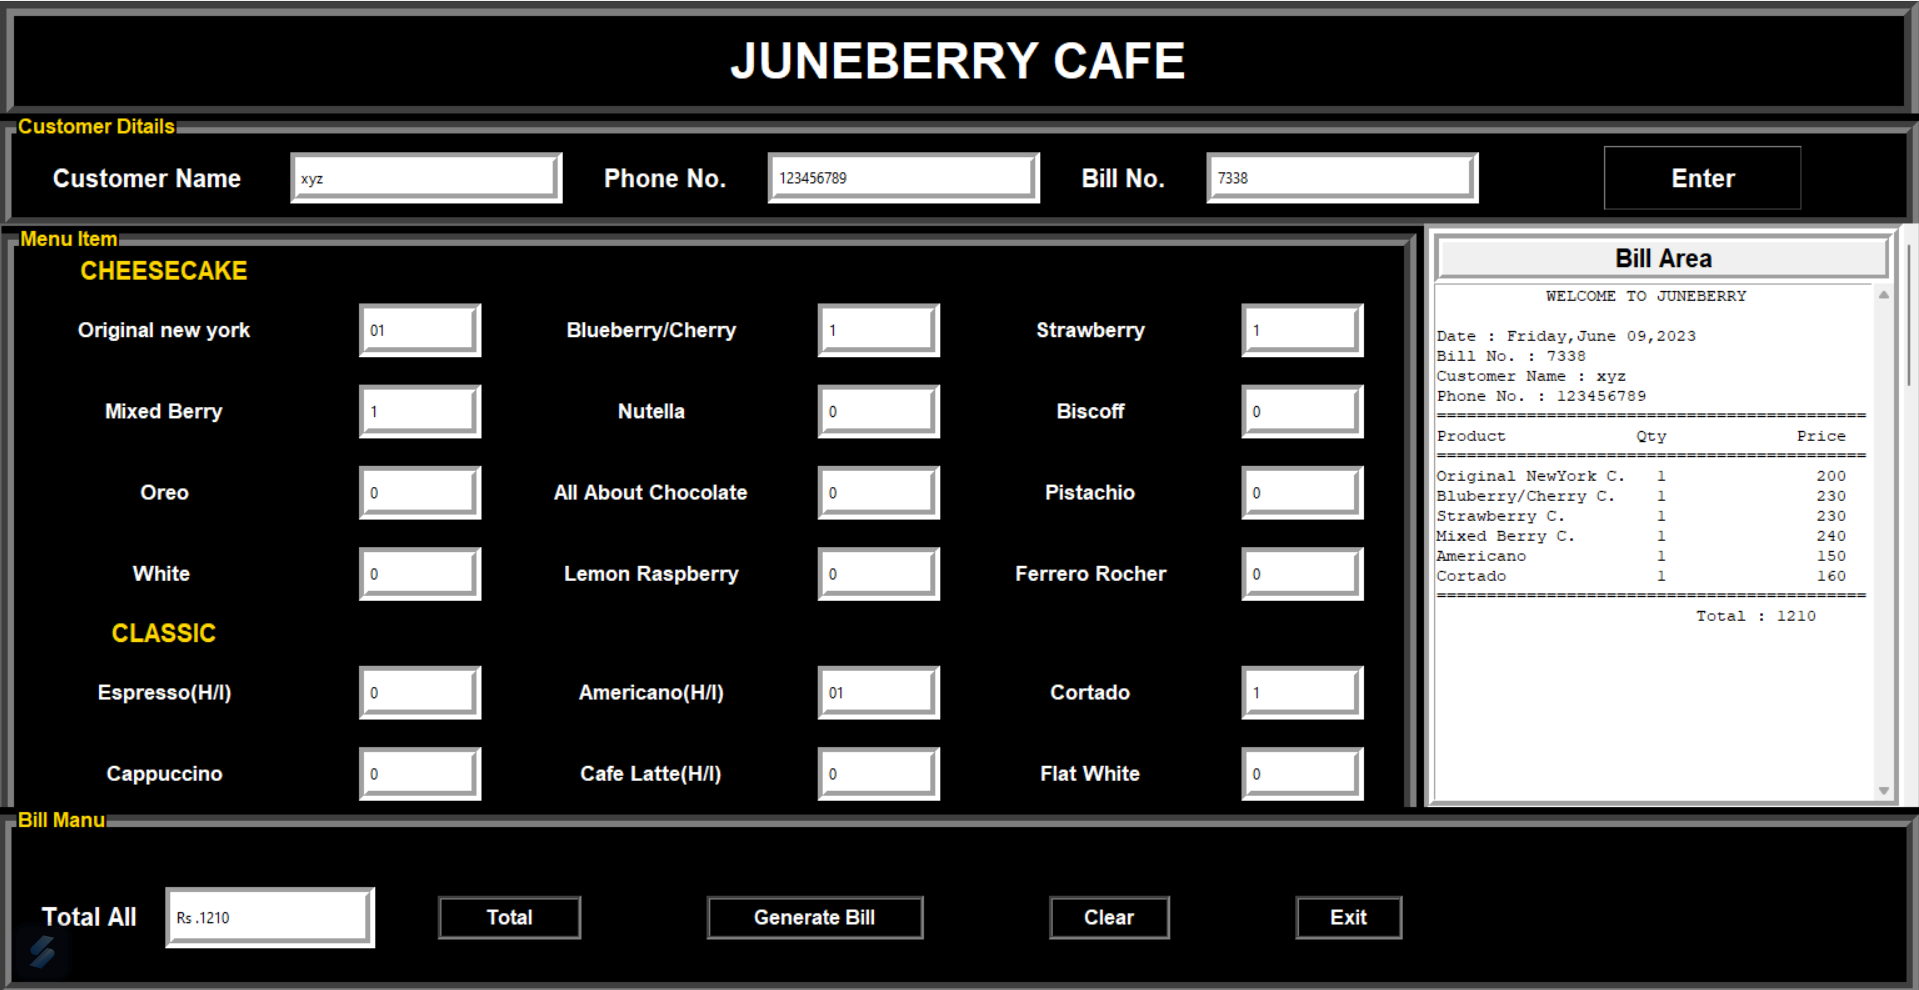 JUNEBERRY CAFE
Customer Ditails
Customer Name xyz Phone No. 123456789 Bill No. 7338 Enter
Menu Item
CHEESECAKE
Original new york 01 Blueberry/Cherry 1 Strawberry 1
Mixed Berry 1 Nutella 0 Biscoff 0
Oreo 0 All About Chocolate 0 Pistachio 0
White 0 Lemon Raspberry 0 Ferrero Rocher 0
CLASSIC
Espresso(H/I) 0 Americano(H/I) 01 Cortado 1
Cappuccino 0 Cafe Latte(H/I) 0 Flat White 0
Bill Area
WELCOME TO JUNEBERRY
Date : Friday,June 09,2023
Bill No. : 7338
Customer Name : xyz
Phone No. : 123456789
===========================================
Product Qty Price
===========================================
Original NewYork C. 1 200
Bluberry/Cherry C. 1 230
Strawberry C. 1 230
Mixed Berry C. 1 240
Americano 1 150
Cortado 1 160
===========================================
Total : 1210
Bill Manu
Total All Rs .1210 Total Generate Bill Clear Exit